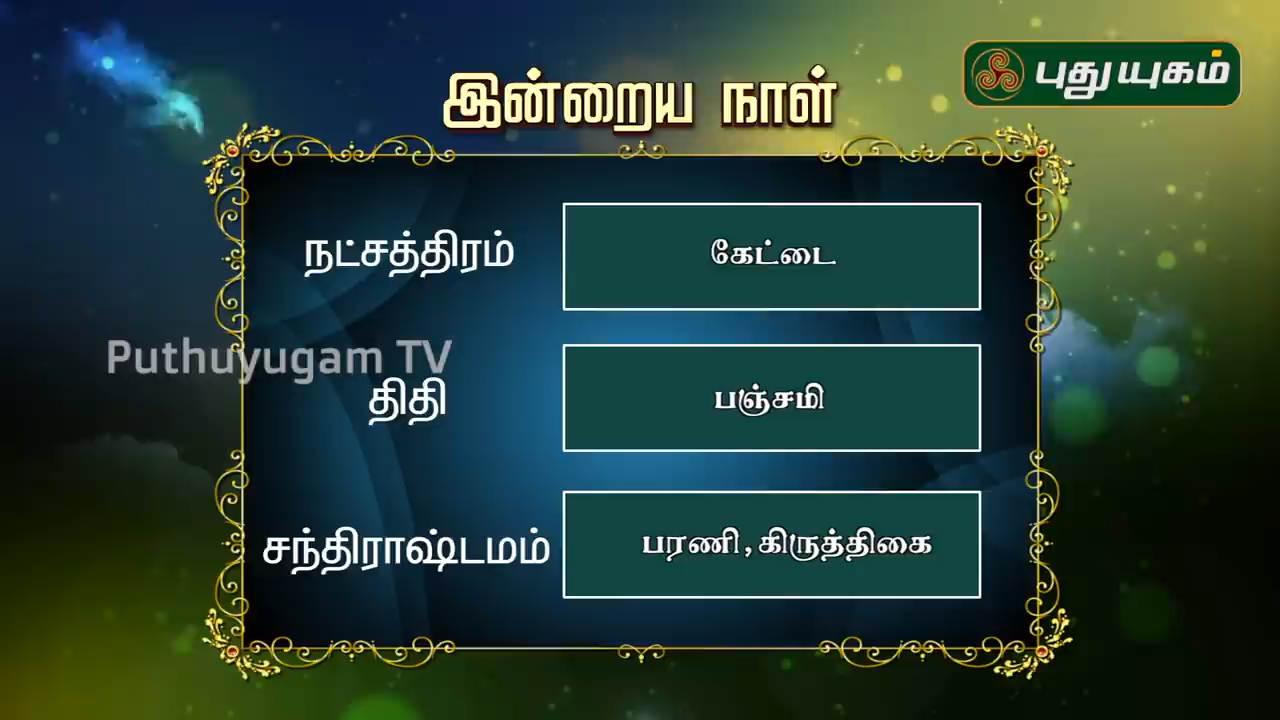 புதுயுகம்
இன்றைய நாள்
நட்சத்திரம் கேட்டை
Puthuyugam TV
திதி பஞ்சமி
சந்திராஷ்டமம் பரணி,கிருத்திகை